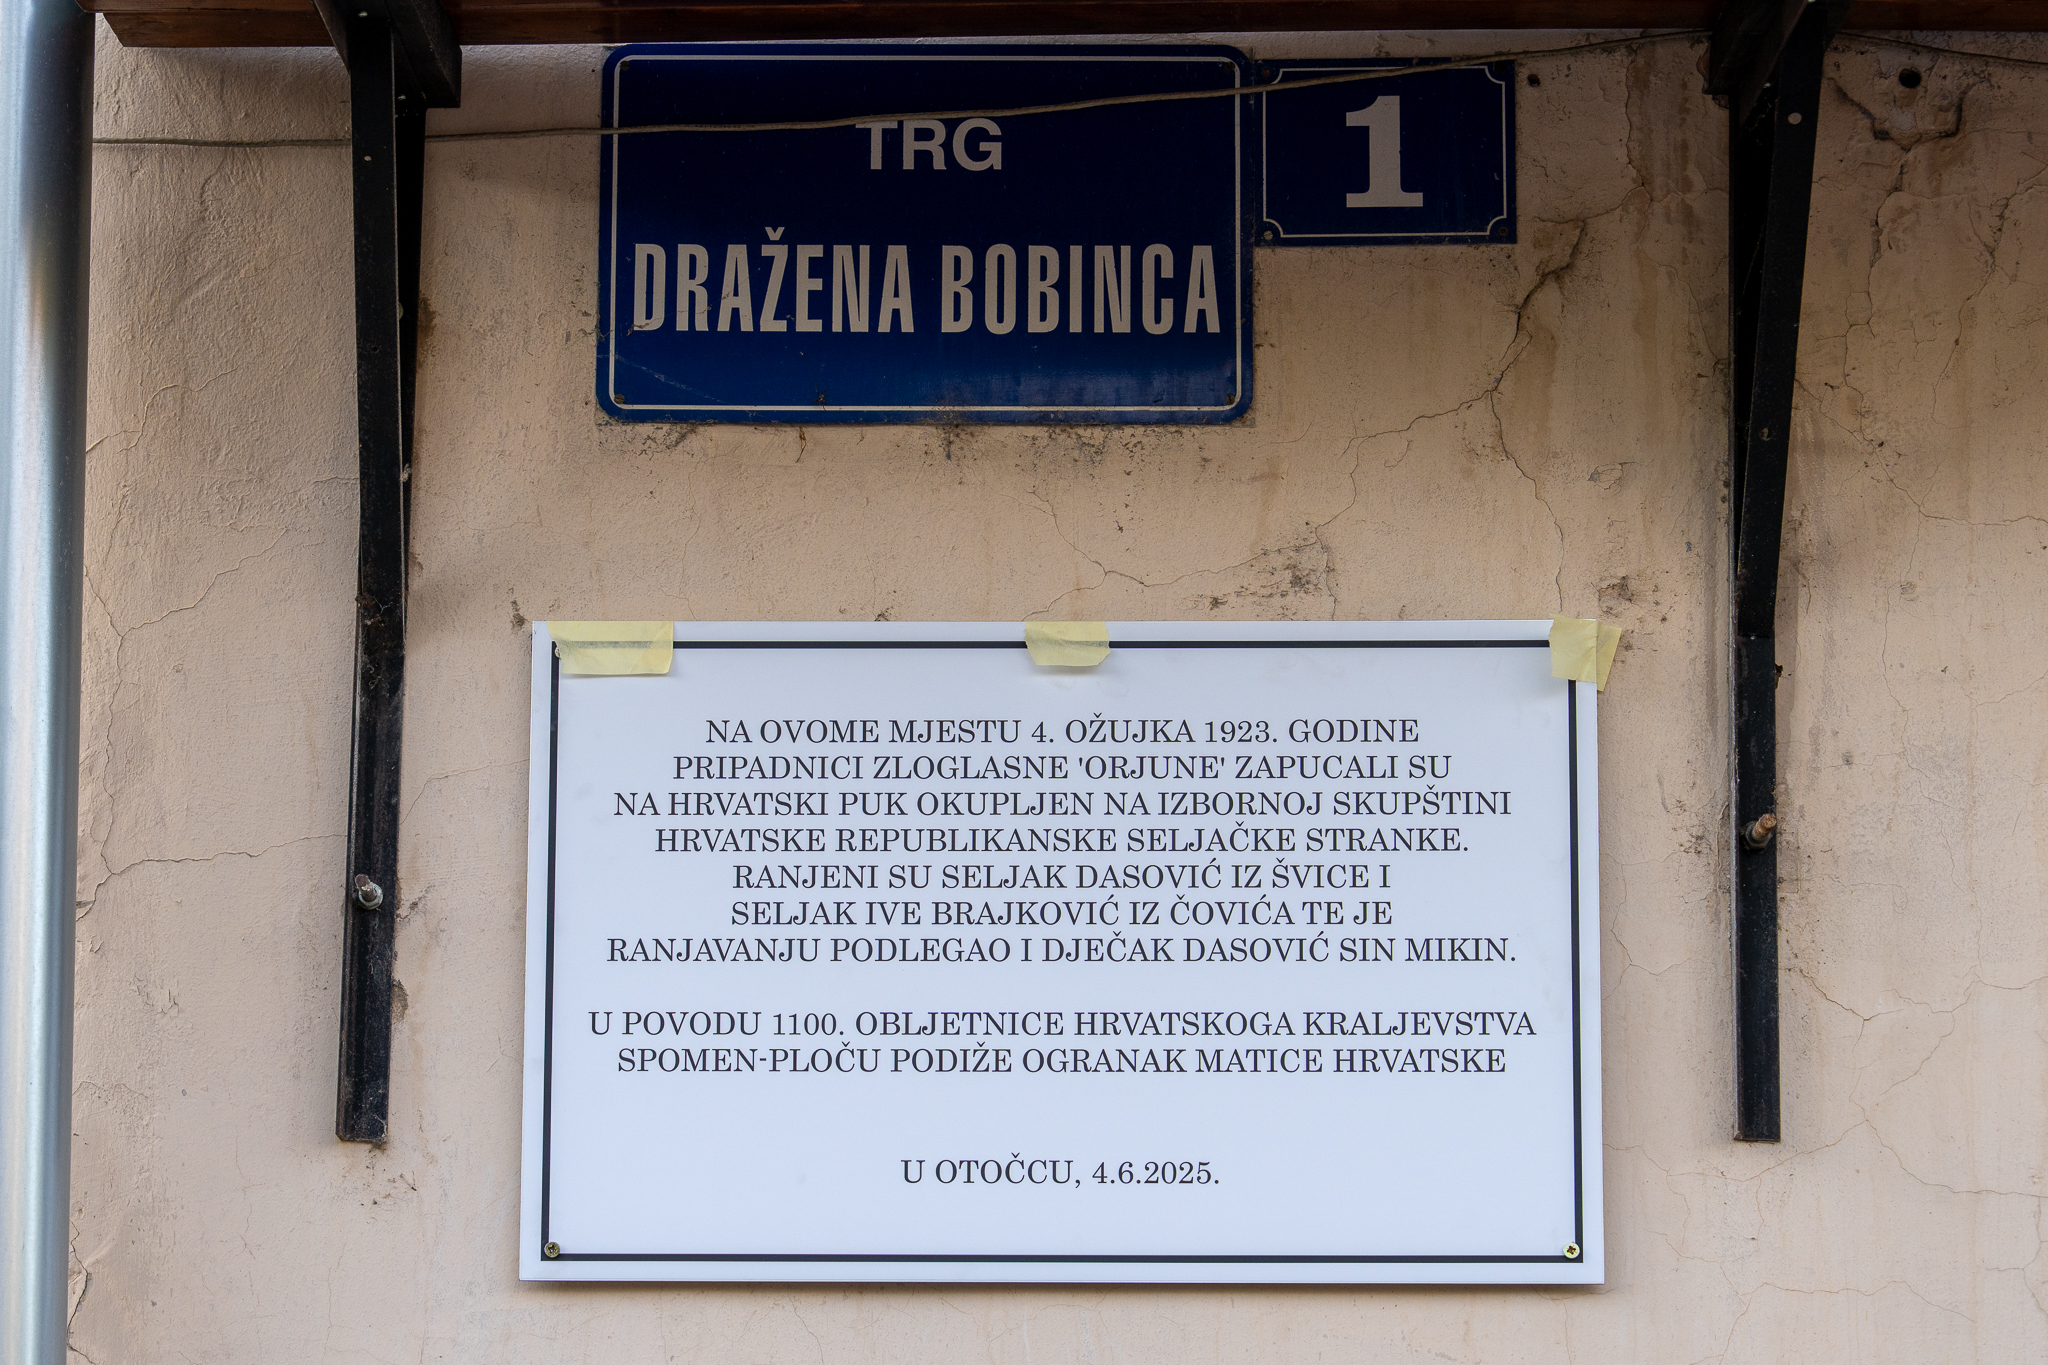 TRG
DRAŽENA BOBINCA
1
NA OVOME MJESTU 4. OŽUJKA 1923. GODINE
PRIPADNICI ZLOGLASNE 'ORJUNE' ZAPUCALI SU
NA HRVATSKI PUK OKUPLJEN NA IZBORNOJ SKUPŠTINI
HRVATSKE REPUBLIKANSKE SELJAČKE STRANKE.
RANJENI SU SELJAK DASOVIĆ IZ ŠVICE I
SELJAK IVE BRAJKOVIĆ IZ ČOVIĆA TE JE
RANJAVANJU PODLEGAO I DJEČAK DASOVIĆ SIN MIKIN.
U POVODU 1100. OBLJETNICE HRVATSKOGA KRALJEVSTVA
SPOMEN-PLOČU PODIŽE OGRANAK MATICE HRVATSKE
U OTOČCU, 4.6.2025.